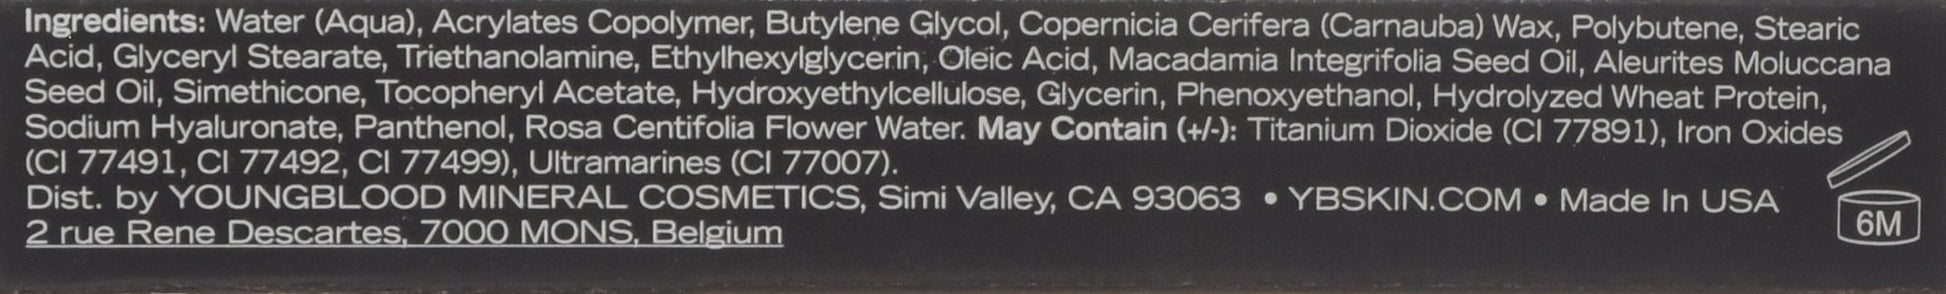 Ingredients: Water (Aqua), Acrylates Copolymer, Butylene Glycol, Copernicia Cerifera (Carnauba) Wax, Polybutene, Stearic
Acid, Glyceryl Stearate, Triethanolamine, Ethylhexylglycerin, Oleic Acid, Macadamia Integrifolia Seed Oil, Aleurites Moluccana
Seed Oil, Simethicone, Tocopheryl Acetate, Hydroxyethylcellulose, Glycerin, Phenoxyethanol, Hydrolyzed Wheat Protein,
Sodium Hyaluronate, Panthenol, Rosa Centifolia Flower Water. May Contain (+/-): Titanium Dioxide (CI 77891), Iron Oxides
(CI 77491, CI 77492, CI 77499), Ultramarines (CI 77007).
Dist. by YOUNGBLOOD MINERAL COSMETICS, Simi Valley, CA 93063 • YBSKIN.COM • Made In USA
2 rue Rene Descartes, 7000 MONS, Belgium
6M